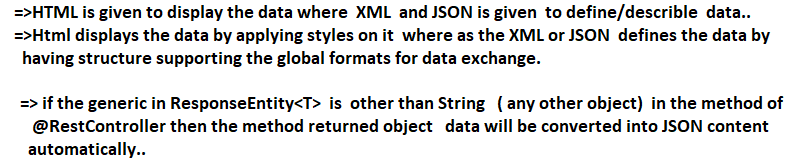 =>HTML is given to display the data where XML and JSON is given to define/describle data..
=>Html displays the data by applying styles on it where as the XML or JSON defines the data by
having structure supporting the global formats for data exchange.
=> if the generic in ResponseEntity<T> is other than String ( any other object) in the method of
@RestController then the method returned object data will be converted into JSON content
automatically..